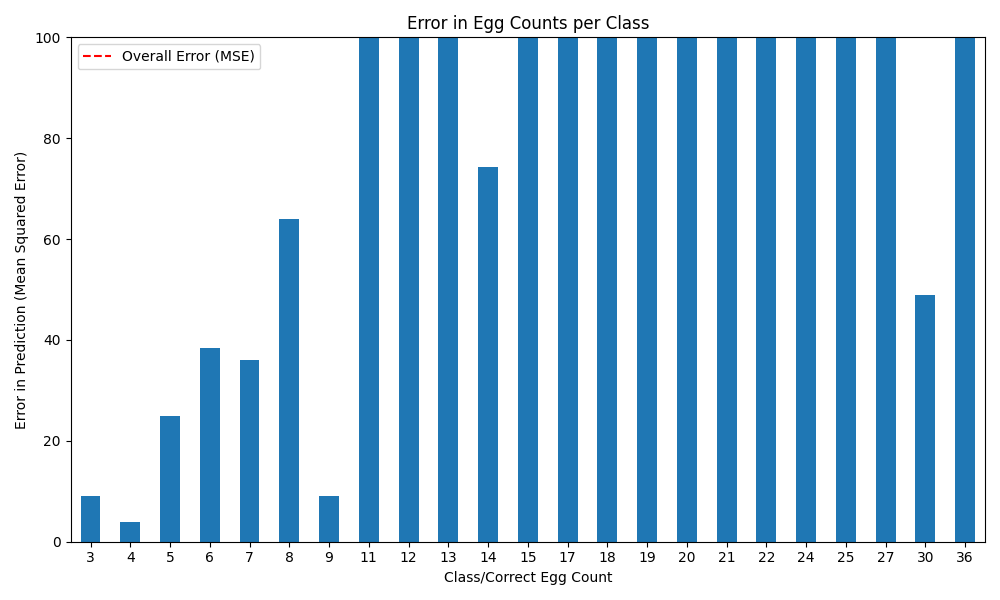 Error in Egg Counts per Class
Overall Error (MSE)
Error in Prediction (Mean Squared Error)
100
80
60
40
20
0
3 4 5 6 7 8 9 11 12 13 14 15 17 18 19 20 21 22 24 25 27 30 36
Class/Correct Egg Count